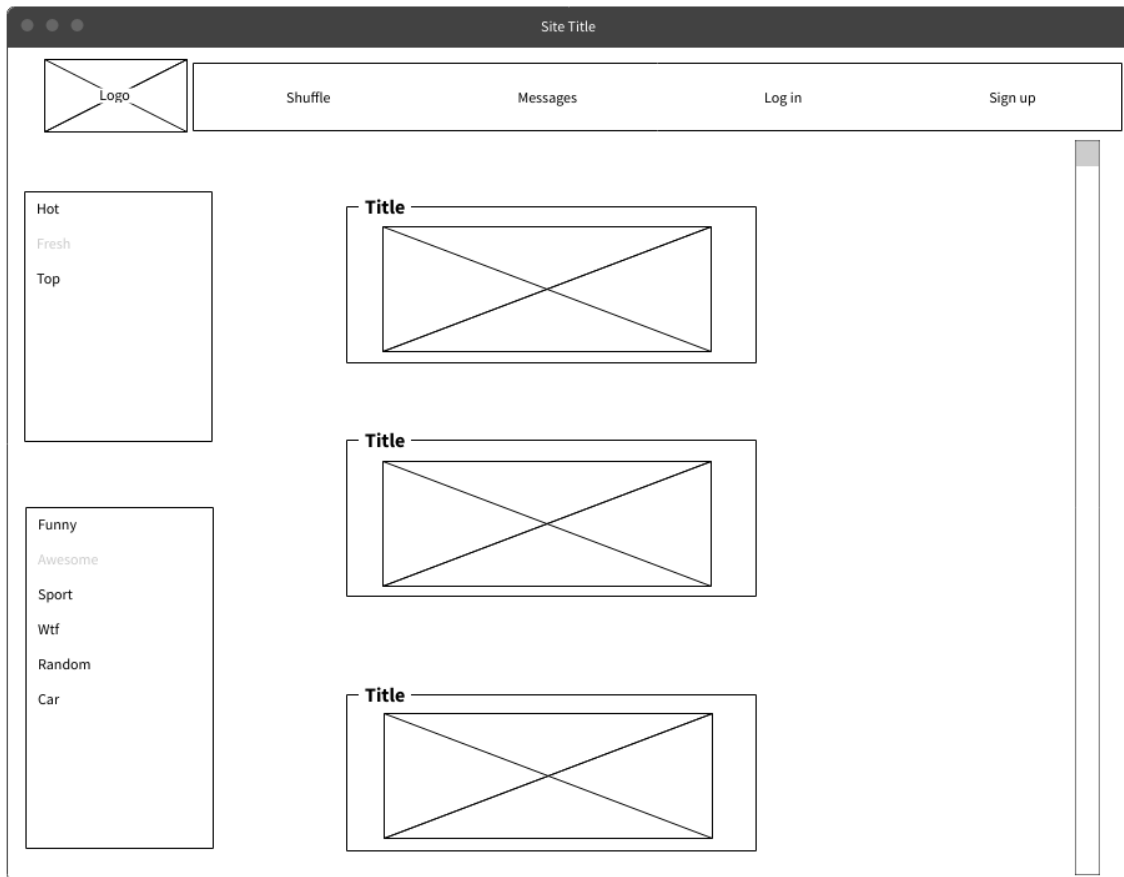 Site Title
Logo
Shuffle
Messages
Log in
Sign up
Hot
Fresh
Top
Funny
Awesome
Sport
Wtf
Random
Car
Title
Title
Title